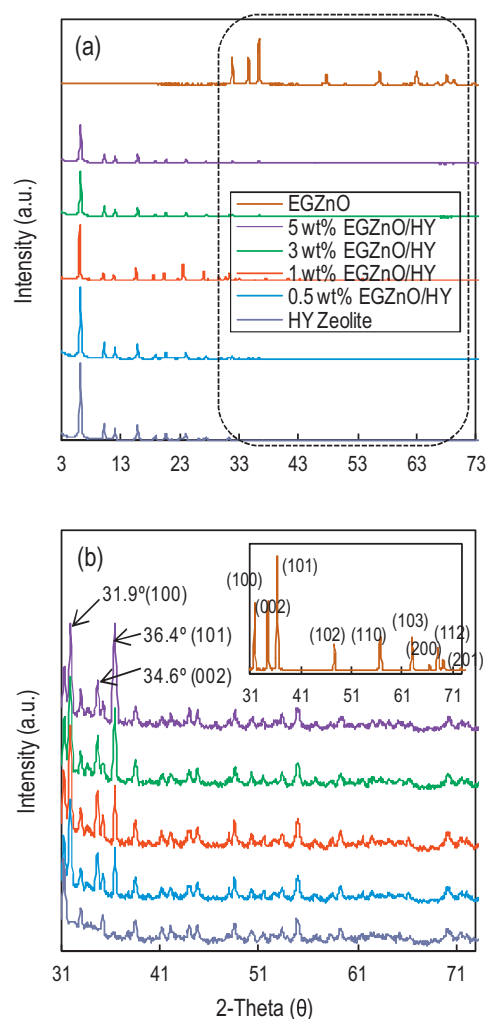 (a)
Intensity (a.u.)
EGZnO
5 wt% EGZnO/HY
3 wt% EGZnO/HY
1 wt% EGZnO/HY
0.5 wt% EGZnO/HY
HY Zeolite
3 13 23 33 43 53 63 73
(b)
31.9º(100)
36.4º (101)
34.6º (002)
(101)
(100)
(002)
(102) (110) (103) (112)
(200) (201)
31 41 51 61 71
Intensity (a.u.)
31 41 51 61 71
2-Theta (θ)